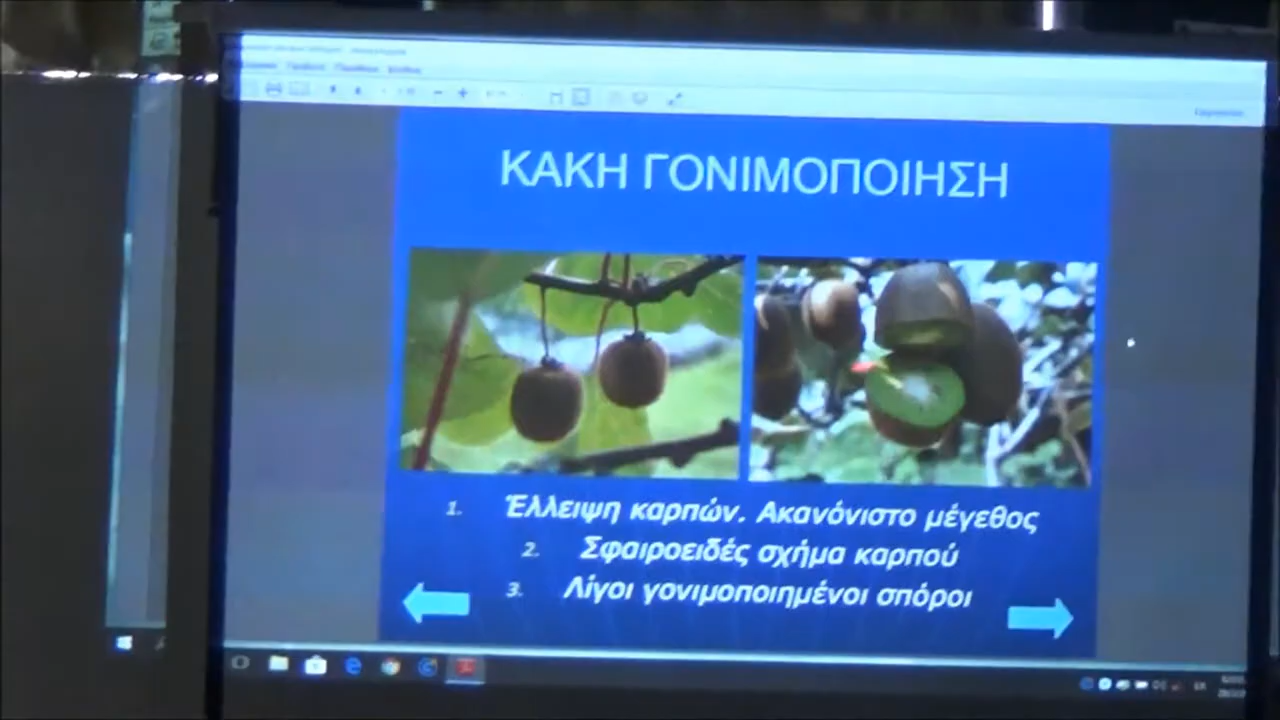 ΚΑΚΗ ΓΟΝΙΜΟΠΟΙΗΣΗ
1. Έλλειψη καρπών. Ακανόνιστο μέγεθος
2. Σφαιροειδές σχήμα καρπού
3. Λίγοι γονιμοποιημένοι σπόροι